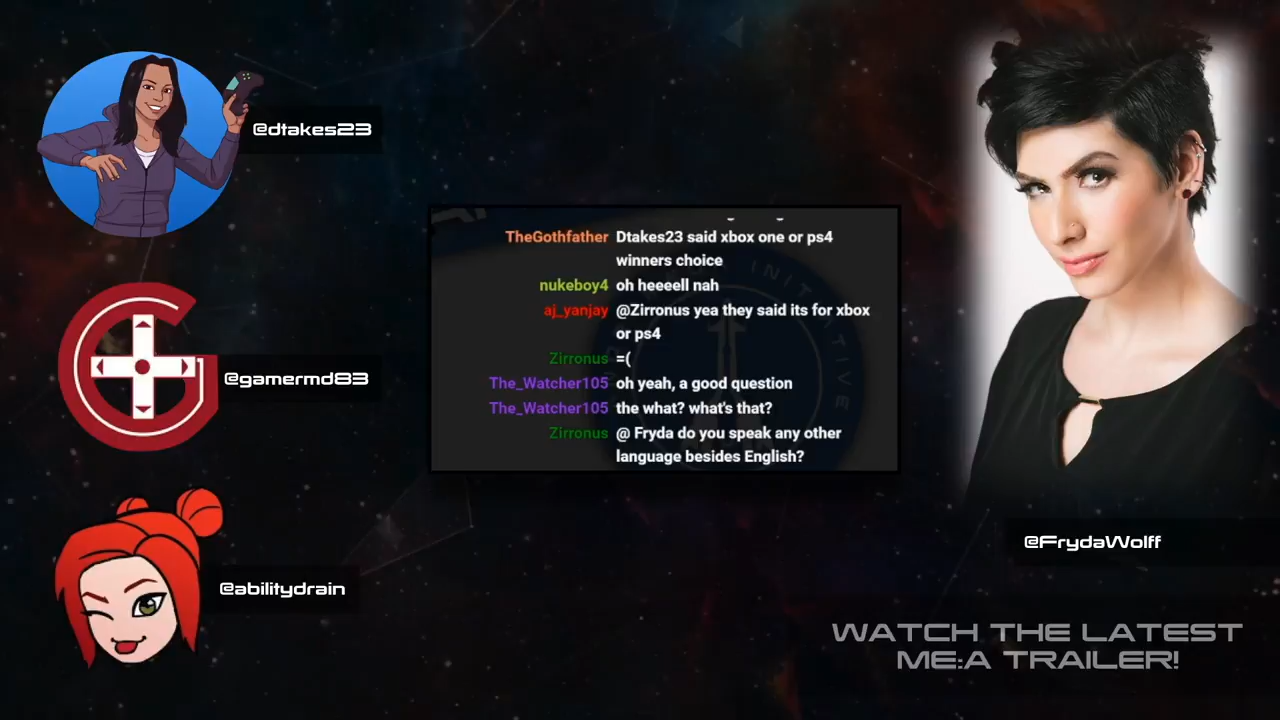 @dtakes23
@gamermd83
@abilitydrain
TheGothfather Dtakes23 said xbox one or ps4
winners choice
nukeboy4 oh heeeell nah
aj_yanjay @Zirronus yea they said its for xbox
or ps4
Zirronus =(
The_Watcher105 oh yeah, a good question
The_Watcher105 the what? what's that?
Zirronus @ Fryda do you speak any other
language besides English?
INITIATIVE
@FrydaWolff
WATCH THE LATEST
ME:A TRAILER!